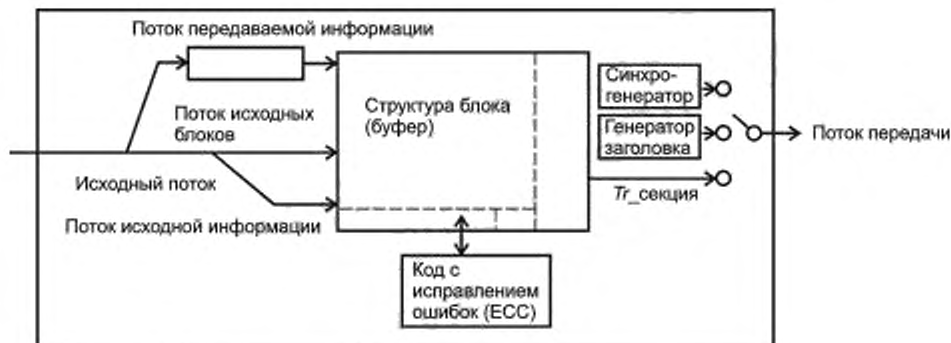 Поток передаваемой информации
Синхро-
генератор
Структура блока
(буфер)
Поток исходных
блоков
Генератор
заголовка
Поток передачи
Исходный поток
Tr_секция
Поток исходной информации
Код с
исправлением
ошибок (ECC)